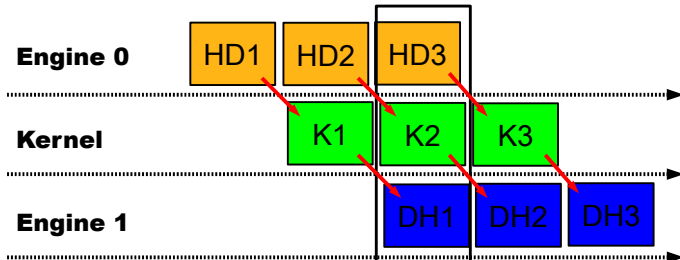 Engine 0 HD1 HD2 HD3
Kernel K1 K2 K3
Engine 1 DH1 DH2 DH3